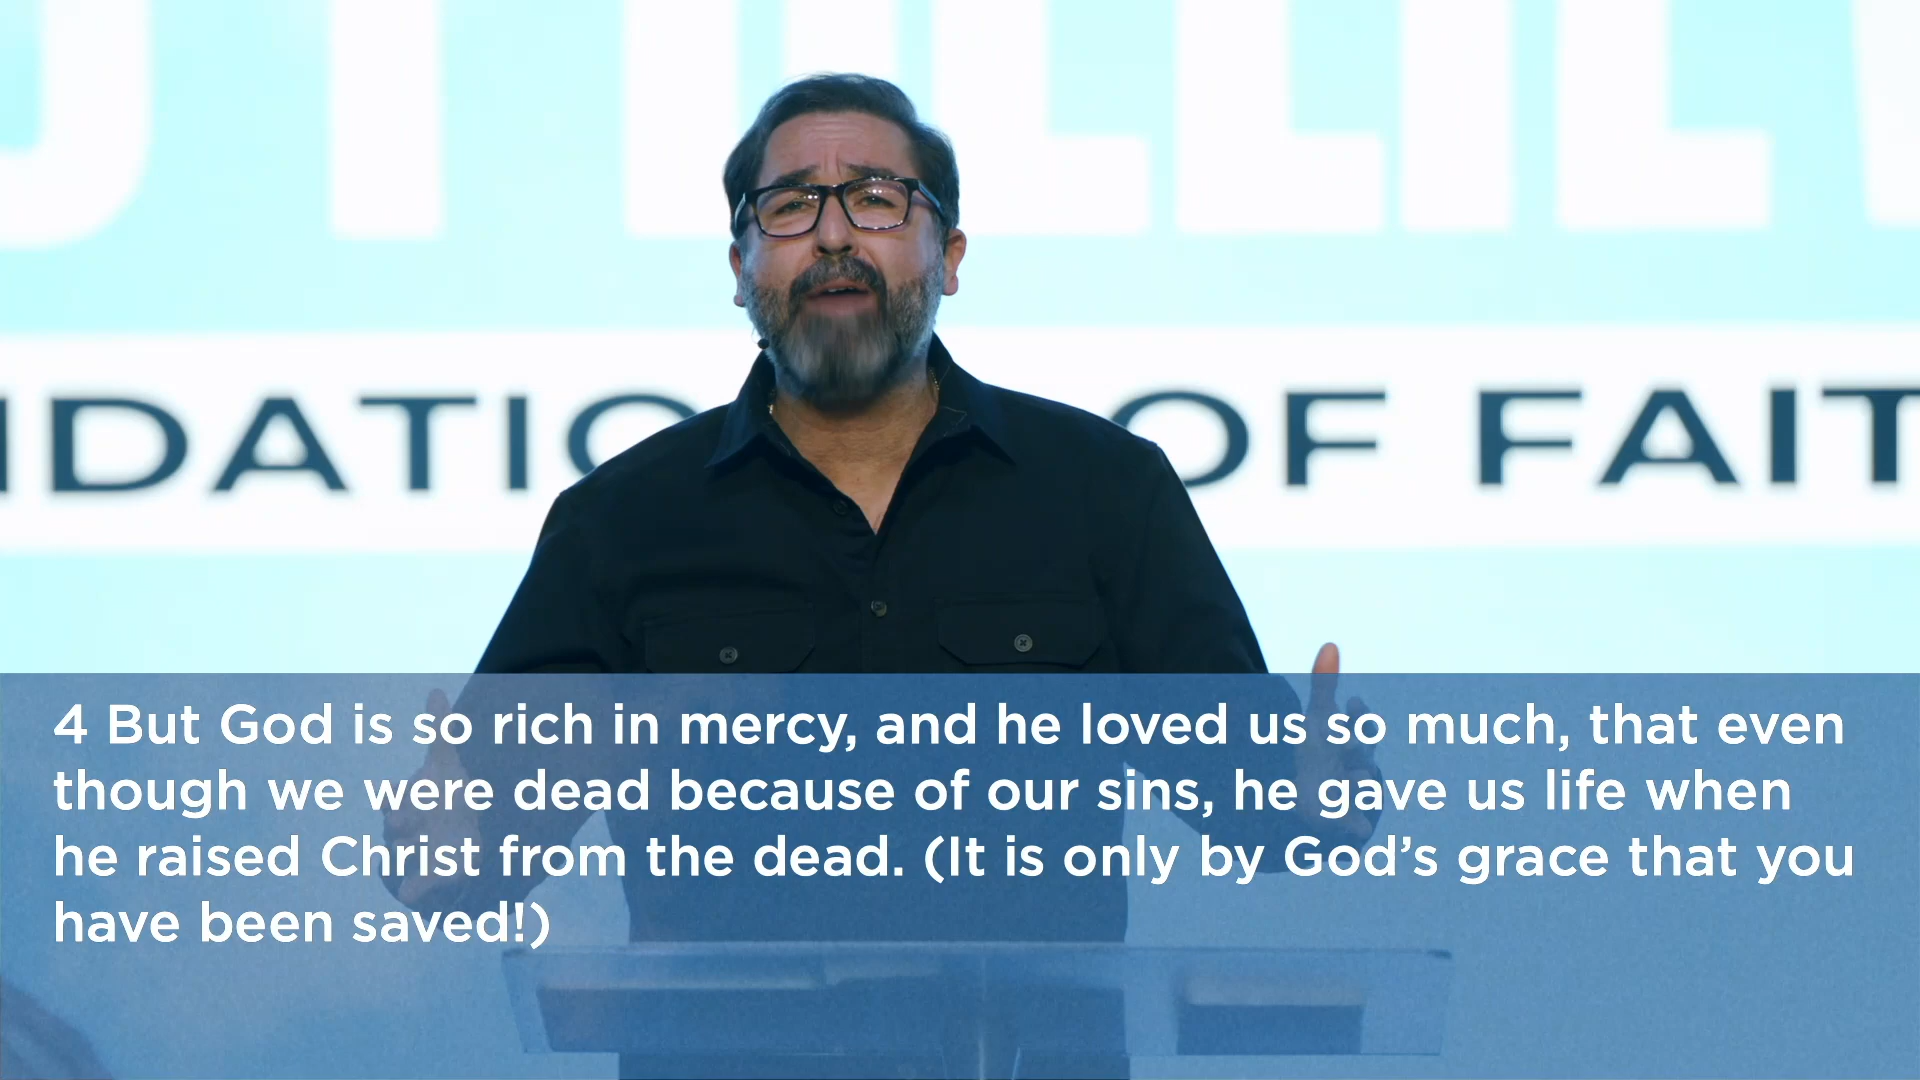 OF FAIT
4 But God is so rich in mercy, and he loved us so much, that even
though we were dead because of our sins, he gave us life when
he raised Christ from the dead. (It is only by God’s grace that you
have been saved!)